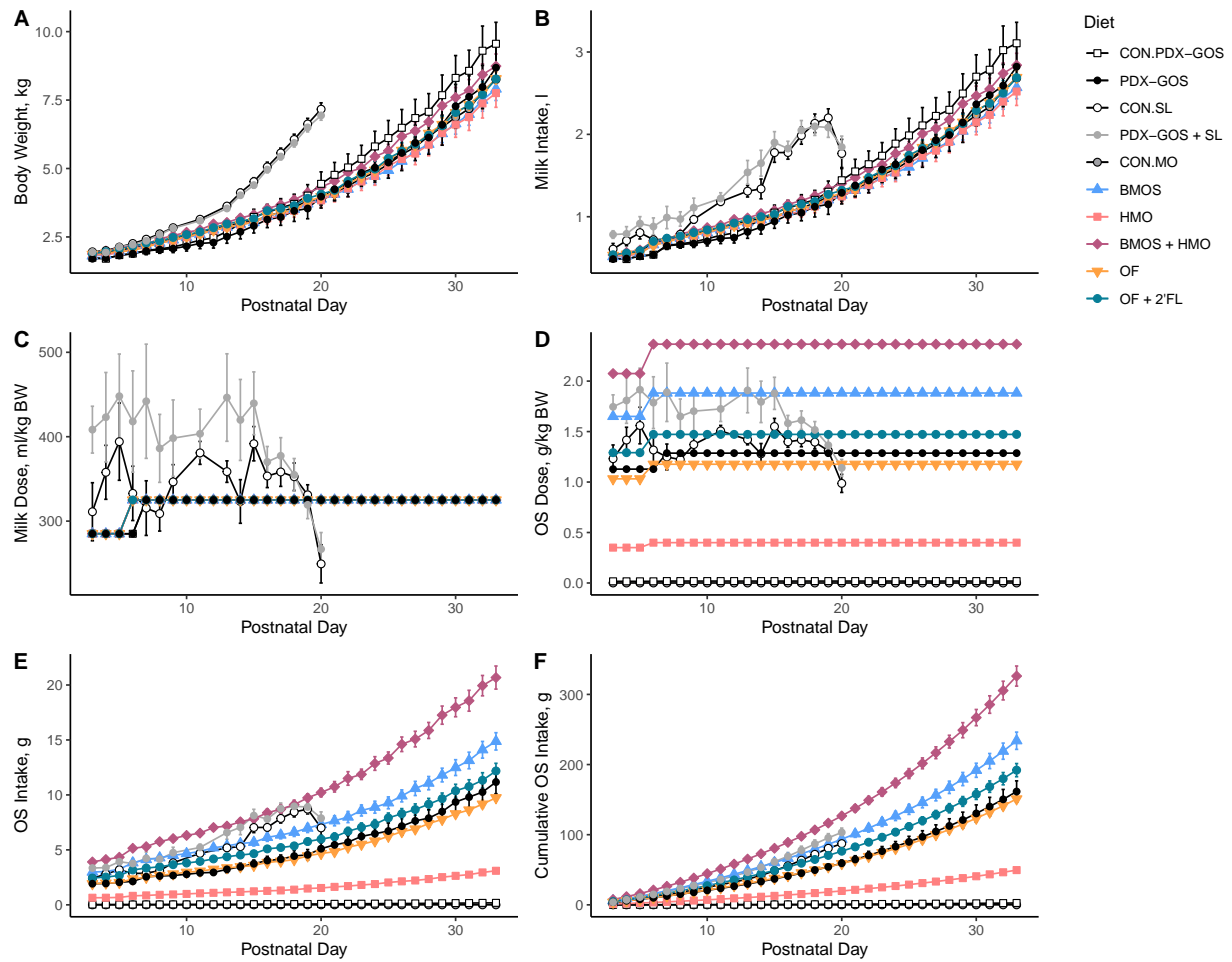 A
Body Weight, kg
10.0
7.5
5.0
2.5
10
20
30
Postnatal Day
B
Milk Intake, l
3
2
1
10
20
30
Postnatal Day
Diet
CON.PDX−GOS
PDX−GOS
CON.SL
PDX−GOS + SL
CON.MO
BMOS
HMO
BMOS + HMO
OF
OF + 2'FL
C
Milk Dose, ml/kg BW
500
400
300
10
20
30
Postnatal Day
D
OS Dose, g/kg BW
2.0
1.5
1.0
0.5
0.0
10
20
30
Postnatal Day
E
OS Intake, g
20
15
10
5
0
10
20
30
Postnatal Day
F
Cumulative OS Intake, g
300
200
100
0
10
20
30
Postnatal Day